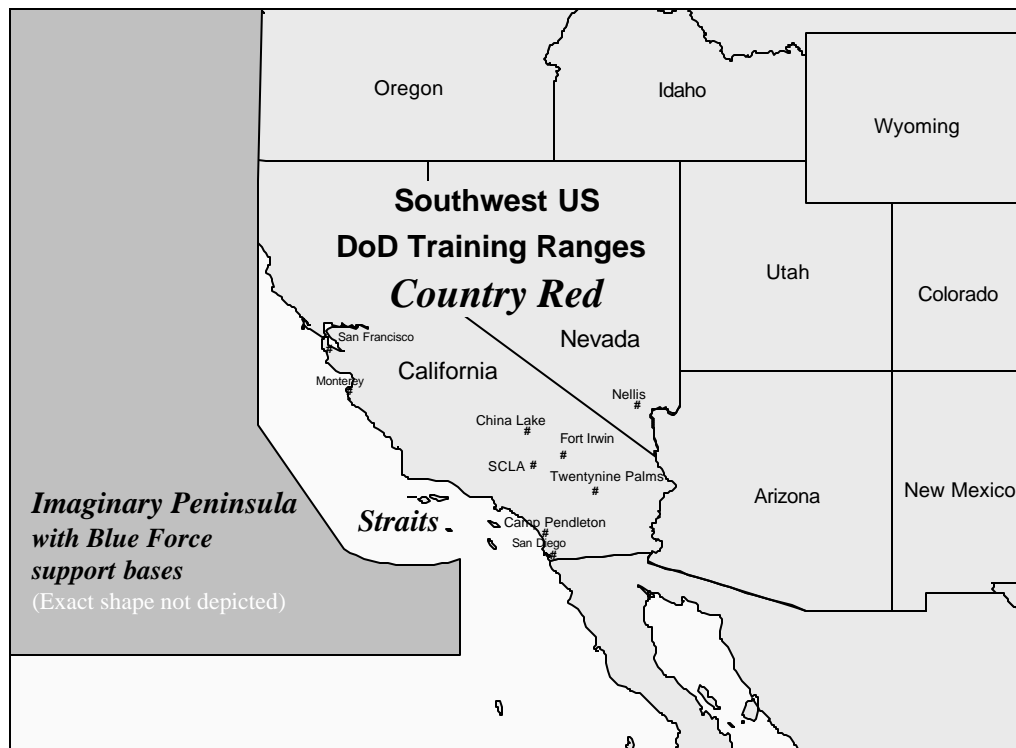 Oregon
Idaho
Wyoming
Southwest US
DoD Training Ranges
Country Red
Utah
Colorado
Nevada
San Francisco
#
California
Monterey
#
Nellis
#
China Lake
#
Fort Irwin
#
SCLA #
Twentynine Palms
#
Arizona
New Mexico
Imaginary Peninsula
with Blue Force
support bases
(Exact shape not depicted)
Straits
Camp Pendleton
#
San Diego
#